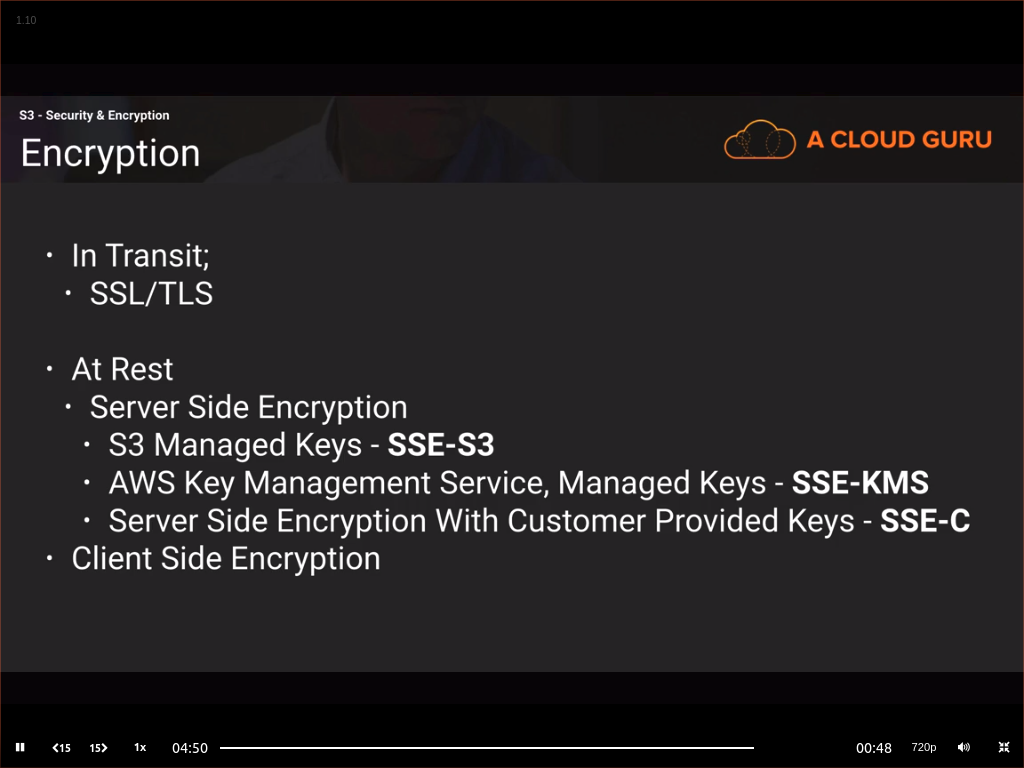 1.10
S3 - Security & Encryption
Encryption
A CLOUD GURU
• In Transit;
• SSL/TLS
• At Rest
• Server Side Encryption
• S3 Managed Keys - SSE-S3
• AWS Key Management Service, Managed Keys - SSE-KMS
• Server Side Encryption With Customer Provided Keys - SSE-C
• Client Side Encryption
15 15 1x 04:50 00:48 720p